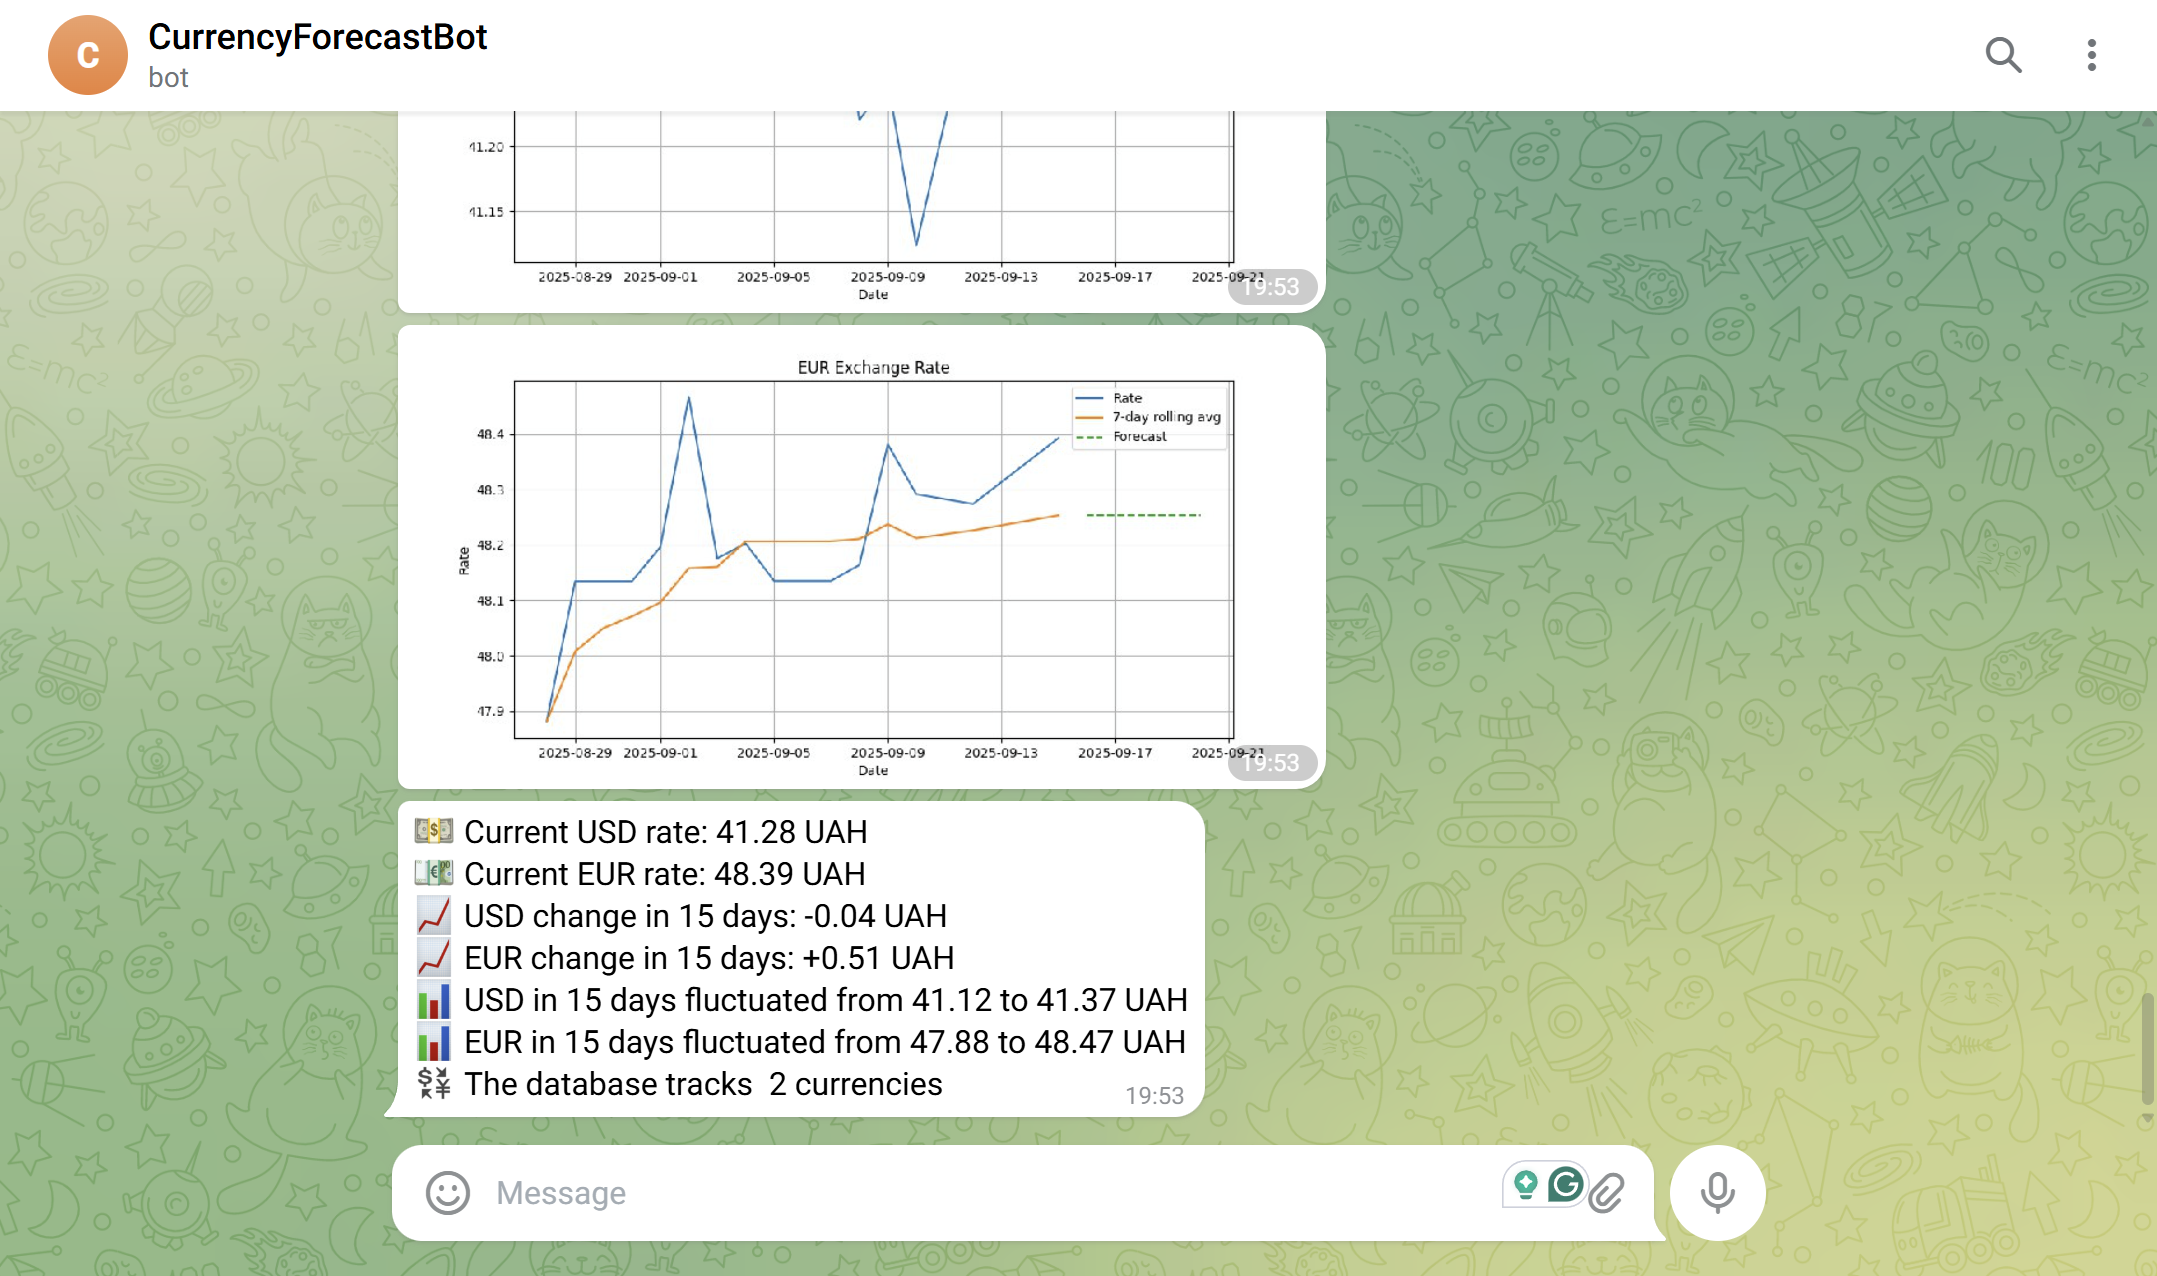 C
CurrencyForecastBot
bot
41.20
41.15
2025-08-29 2025-09-01 2025-09-05 2025-09-09 2025-09-13 2025-09-17 2025-09-21
Date
19:53
EUR Exchange Rate
Rate
7-day rolling avg
Forecast
48.4
48.3
48.2
48.1
48.0
47.9
Rate
2025-08-29 2025-09-01 2025-09-05 2025-09-09 2025-09-13 2025-09-17 2025-09-21
Date
19:53
Current USD rate: 41.28 UAH
Current EUR rate: 48.39 UAH
USD change in 15 days: -0.04 UAH
EUR change in 15 days: +0.51 UAH
USD in 15 days fluctuated from 41.12 to 41.37 UAH
EUR in 15 days fluctuated from 47.88 to 48.47 UAH
The database tracks  2 currencies
19:53
Message
E=mc²
E=mc²
E=mc²